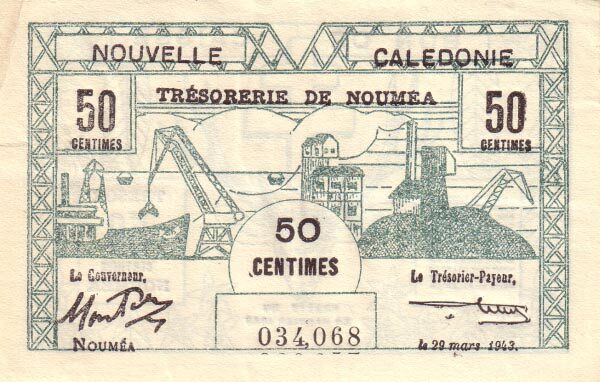 NOUVELLE CALEDONIE
TRÉSORERIE DE NOUMÉA
50 CENTIMES
50 CENTIMES
50
CENTIMES
Le Gouverneur,
Le Trésorier-Payeur,
034,068
NOUMÉA
le 29 mars 1943.